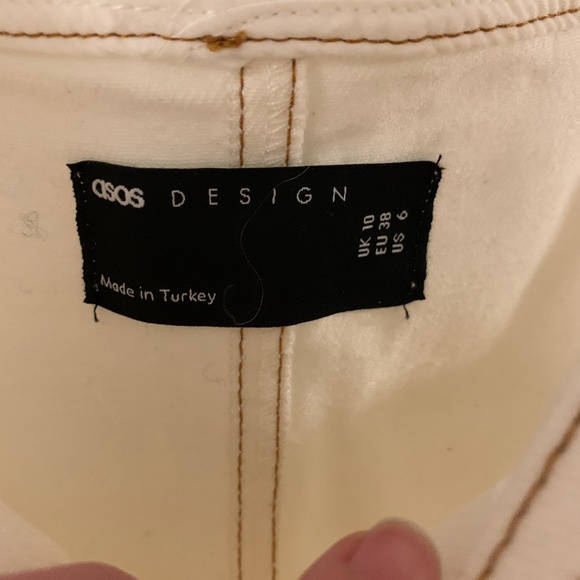 asos DESIGN
UK 10
EU 38
US 6
Made in Turkey